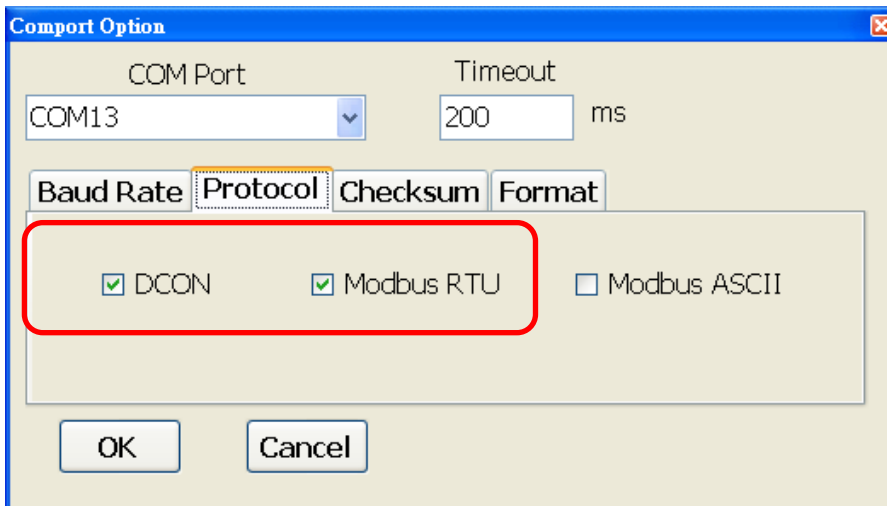 Comport Option
COM Port Timeout
COM13 200 ms
Baud Rate Protocol Checksum Format
DCON Modbus RTU Modbus ASCII
OK Cancel